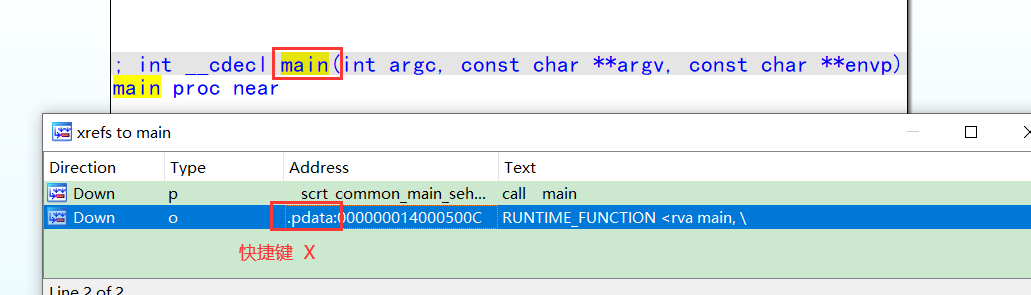 ; int __cdecl main(int argc, const char **argv, const char **envp)
main proc near
xrefs to main
Direction Type Address Text
Down p __scrt_common_main_seh... call main
Down o .pdata:000000014000500C RUNTIME_FUNCTION <rva main, \
快捷键 X
Line 2 of 2